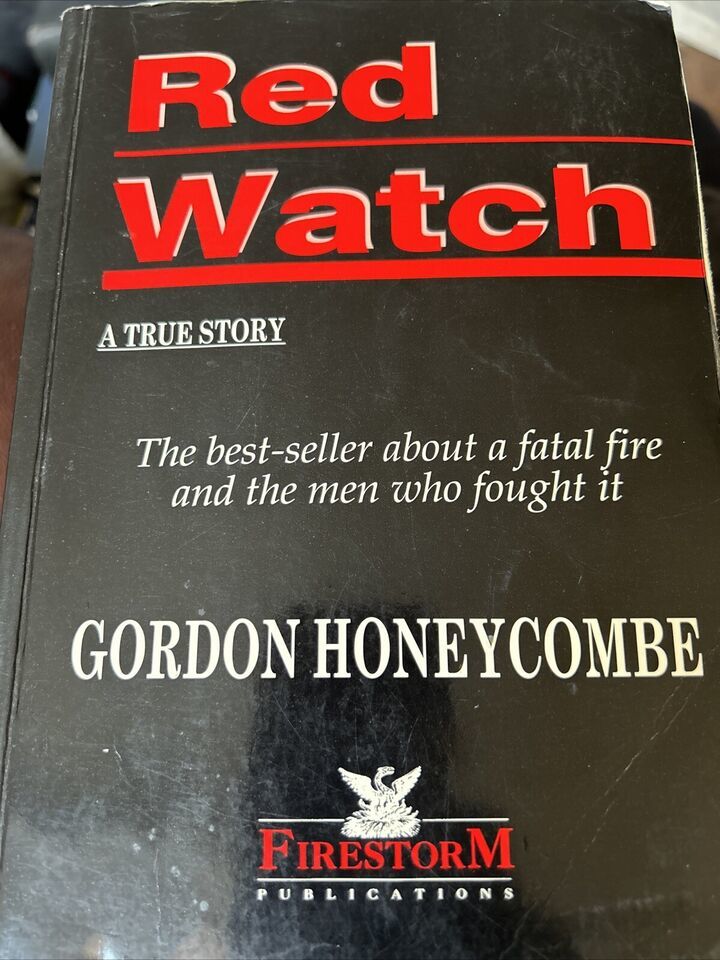 Red
Watch
A TRUE STORY
The best-seller about a fatal fire
and the men who fought it
GORDON HONEYCOMBE
FIRESTORM
PUBLICATIONS